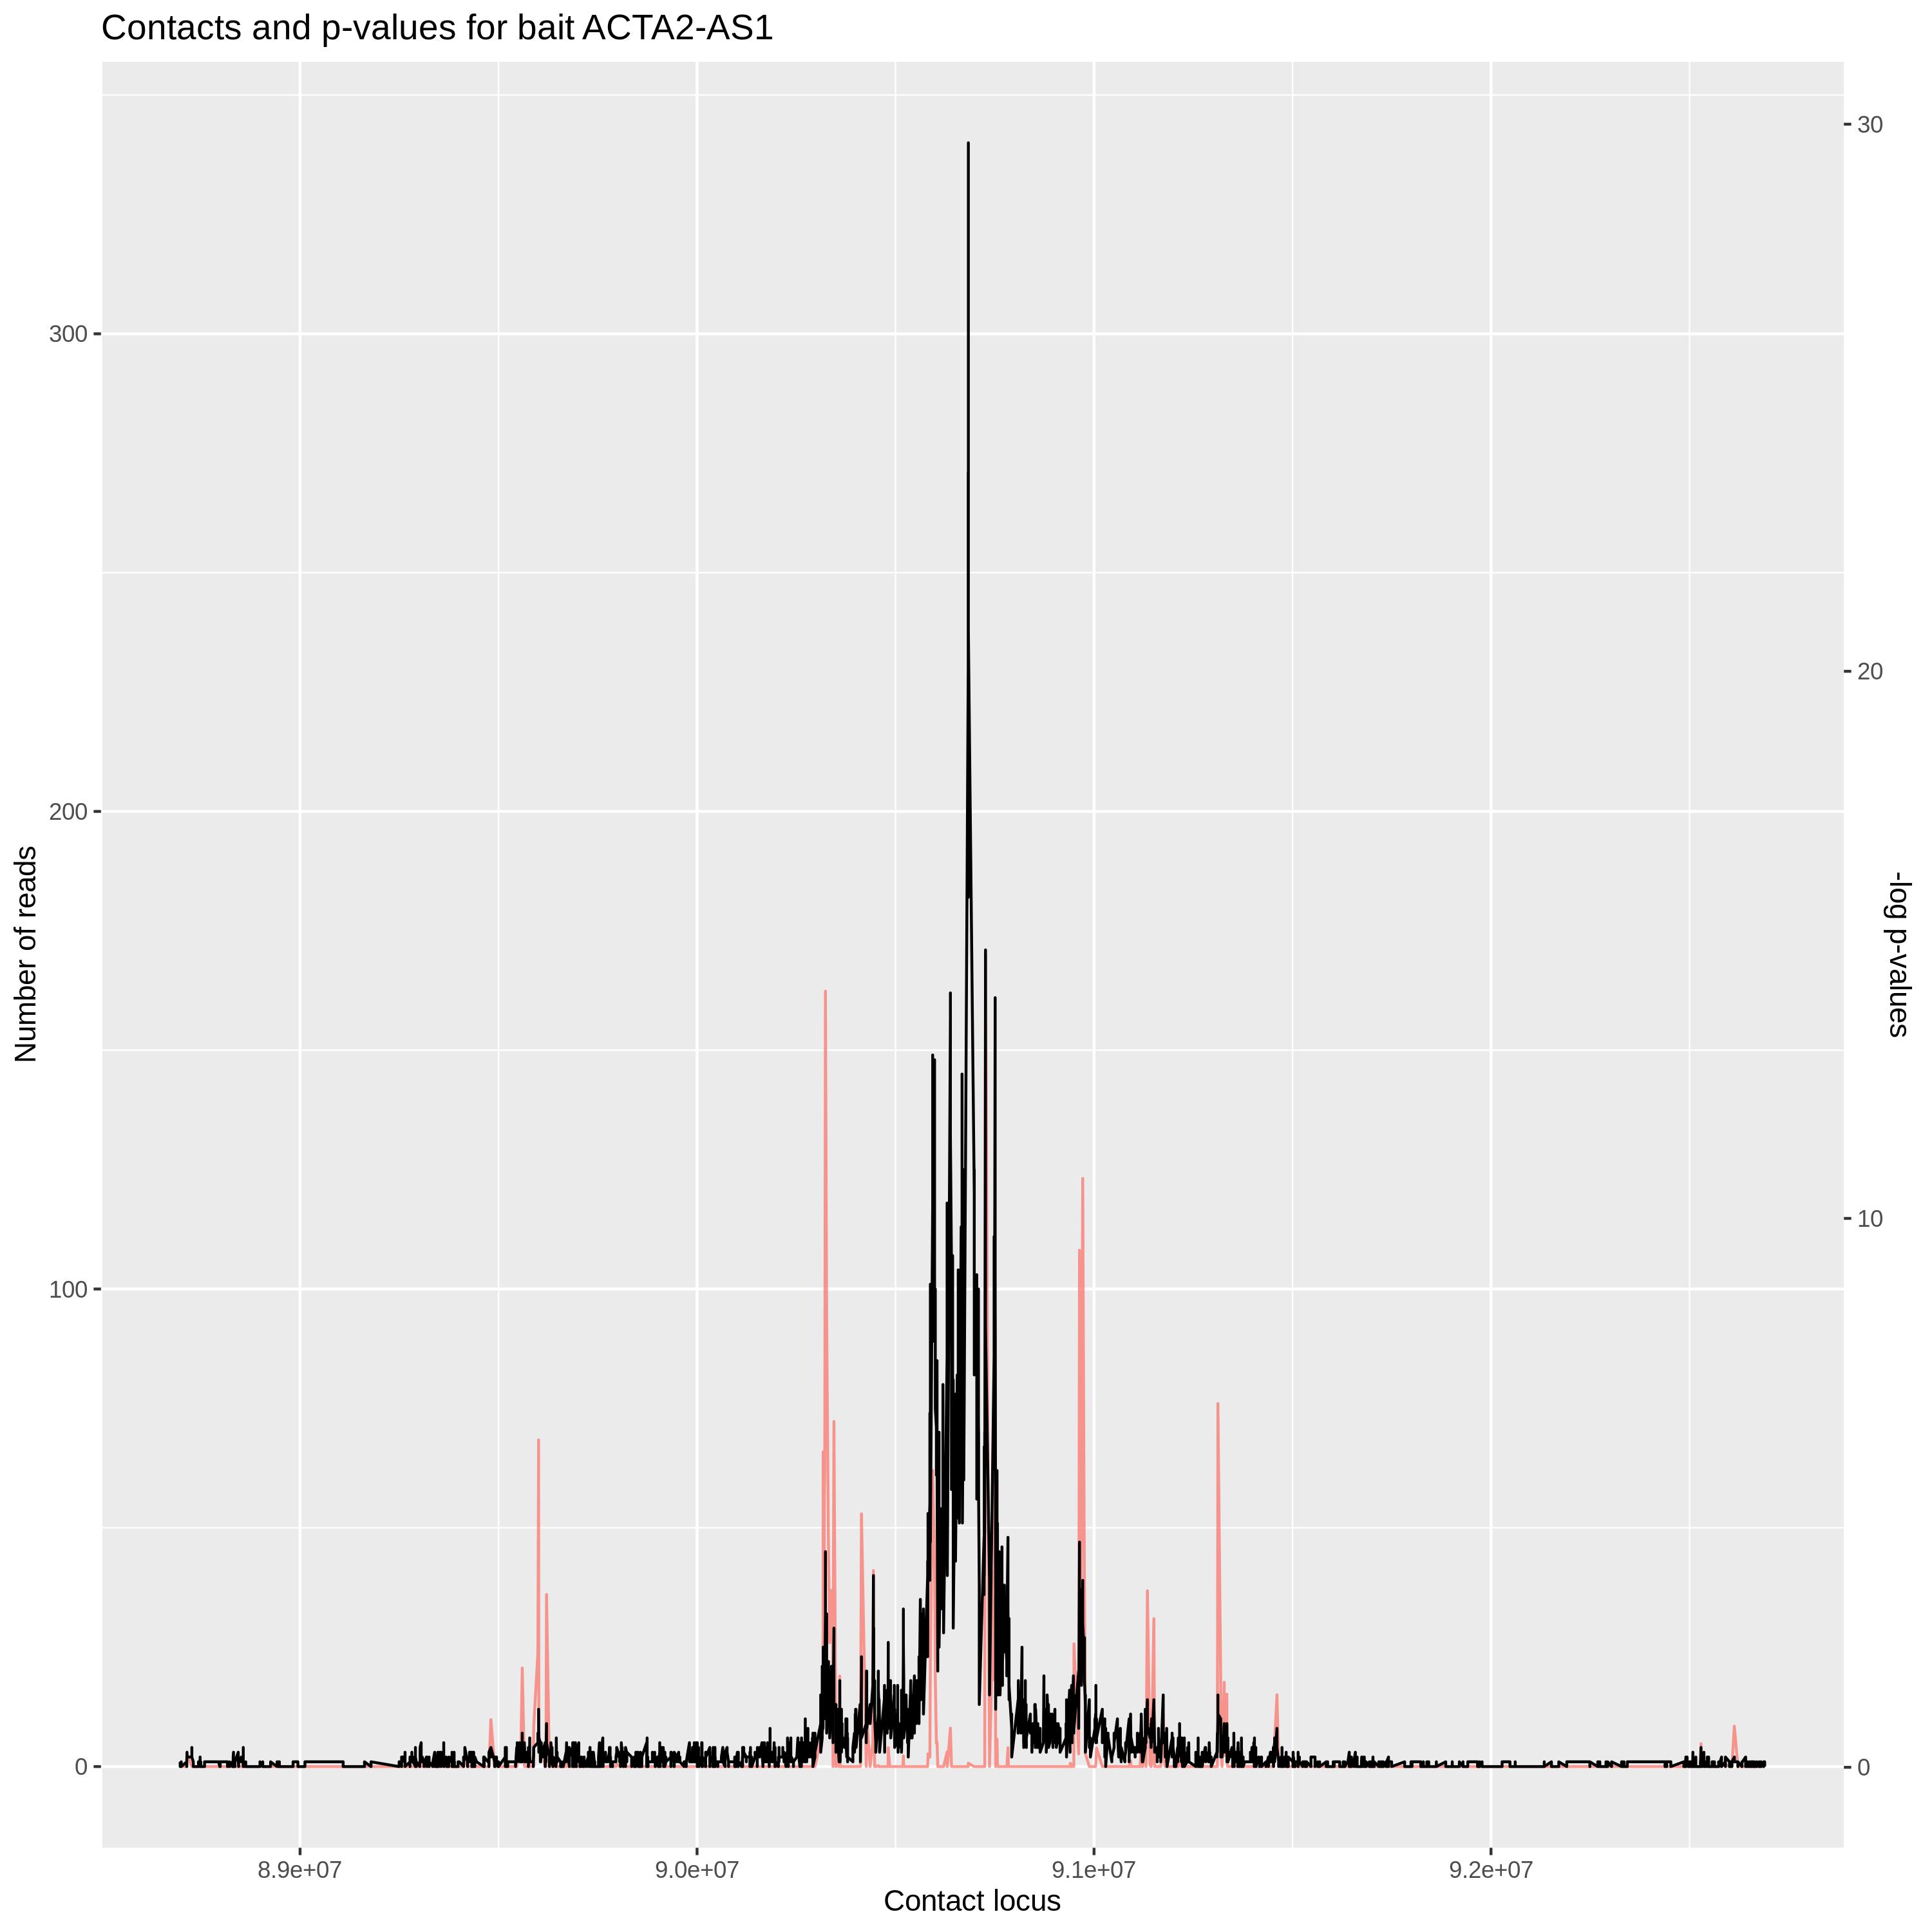 Contacts and p-values for bait ACTA2-AS1
30
300
20
200
Number of reads
-log p-values
10
100
0
0
8.9e+07
9.0e+07
9.1e+07
9.2e+07
Contact locus